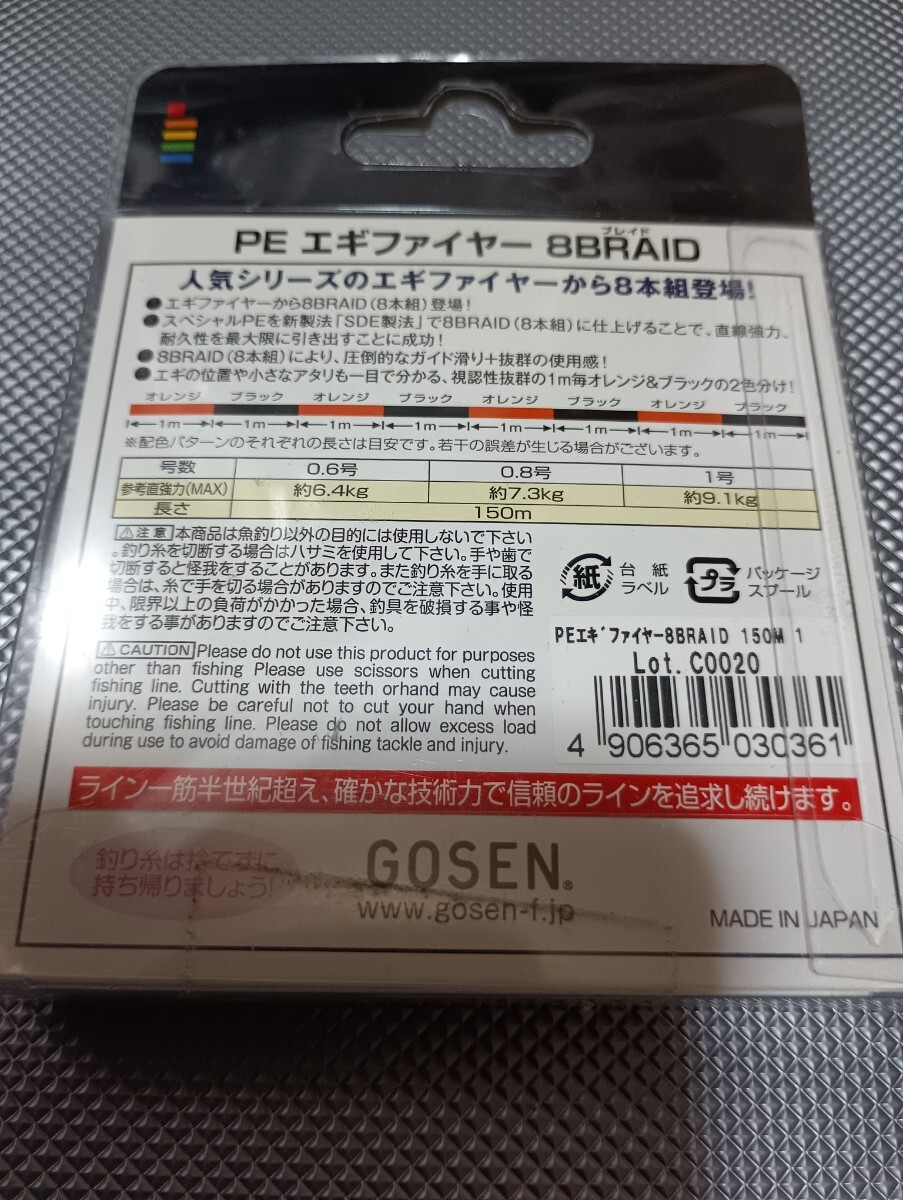 ブレイド
PE エギファイヤー 8BRAID
人気シリーズのエギファイヤーから8本組登場!
●エギファイヤーから8BRAID(8本組)登場!
●スペシャルPEを新製法「SDE製法」で8BRAID(8本組)に仕上げることで、直線強力、
耐久性を最大限に引き出すことに成功!
●8BRAID(8本組)により、圧倒的なガイド滑り+抜群の使用感!
●エギの位置や小さなアタリも一目で分かる、視認性抜群の1m毎オレンジ&ブラックの2色分け!
オレンジ ブラック オレンジ ブラック オレンジ ブラック オレンジ ブラック
1m 1m 1m 1m 1m 1m 1m 1m
※配色パターンのそれぞれの長さは目安です。若干の誤差が生じる場合がございます。
号数 0.6号 0.8号 1号
参考直強力(MAX) 約6.4kg 約7.3kg 約9.1kg
長さ 150m
⚠注意 本商品は魚釣り以外の目的には使用しないで下さい
。釣り糸を切断する場合はハサミを使用して下さい。手や歯で
切断すると怪我をすることがあります。また釣り糸を手に取る
場合は、糸で手を切る場合がありますのでご注意下さい。使用
中、限界以上の負荷がかかった場合、釣具を破損する事や怪
我をする事がありますのでご注意下さい。
⚠CAUTION Please do not use this product for purposes
other than fishing Please use scissors when cutting
fishing line. Cutting with the teeth orhand may cause
injury. Please be careful not to cut your hand when
touching fishing line. Please do not allow excess load
during use to avoid damage of fishing tackle and injury.
紙 台紙
ラベル
プラ パッケージ
スプール
PEエギファイヤー8BRAID 150M 1
Lot.C0020
4 906365 030361
ライン一筋半世紀超え、確かな技術力で信頼のラインを追求し続けます。
釣り糸は捨てずに
持ち帰りましょう!
GOSEN®
www.gosen-f.jp
MADE IN JAPAN